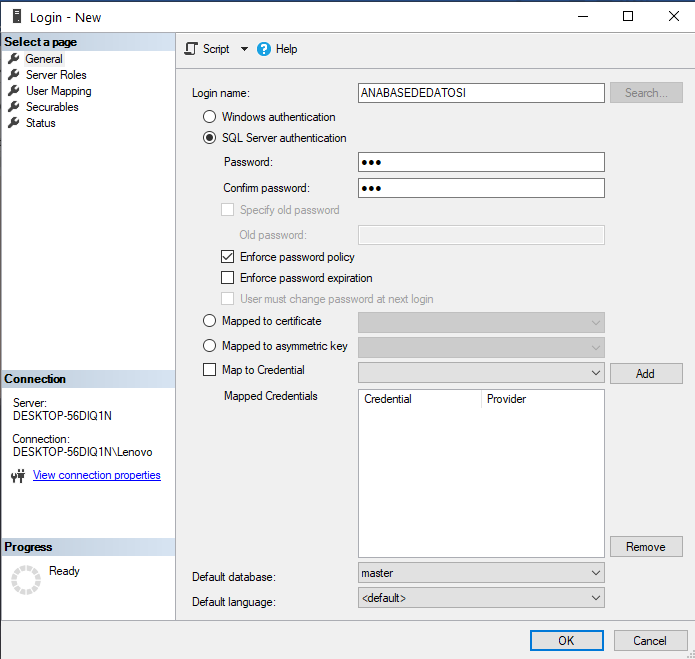 Login - New
Select a page
General
Server Roles
User Mapping
Securables
Status
Connection
Server:
DESKTOP-56DIQ1N
Connection:
DESKTOP-56DIQ1N\Lenovo
View connection properties
Progress
Ready
Script
Help
Login name: ANABASEDEDATOSI Search...
Windows authentication
SQL Server authentication
Password: ●●●
Confirm password: ●●●
Specify old password
Old password:
Enforce password policy
Enforce password expiration
User must change password at next login
Mapped to certificate
Mapped to asymmetric key
Map to Credential Add
Mapped Credentials Credential Provider
Remove
Default database: master
Default language: <default>
OK Cancel